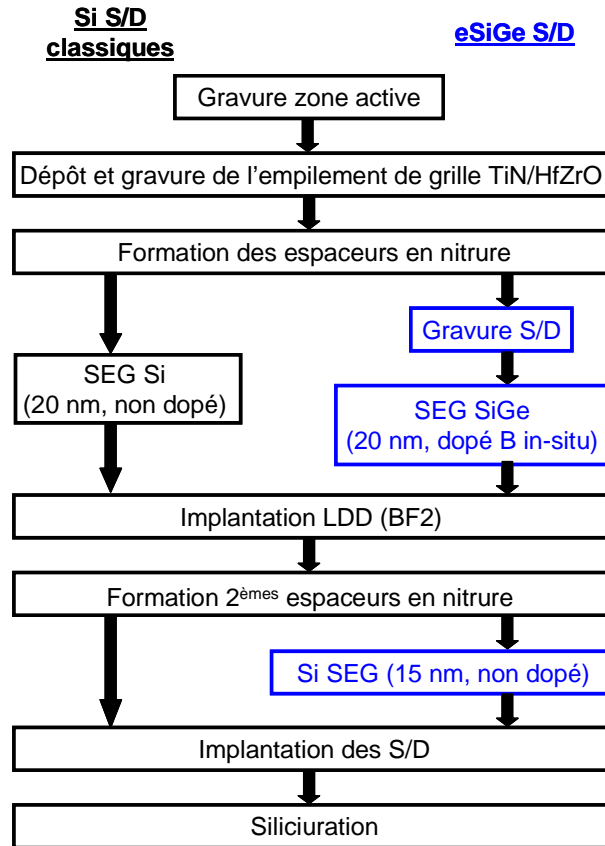 Si S/D
classiques
eSiGe S/D
Gravure zone active
Dépôt et gravure de l'empilement de grille TiN/HfZrO
Formation des espaceurs en nitrure
Gravure S/D
SEG Si
(20 nm, non dopé)
SEG SiGe
(20 nm, dopé B in-situ)
Implantation LDD (BF2)
Formation 2èmes espaceurs en nitrure
Si SEG (15 nm, non dopé)
Implantation des S/D
Siliciuration